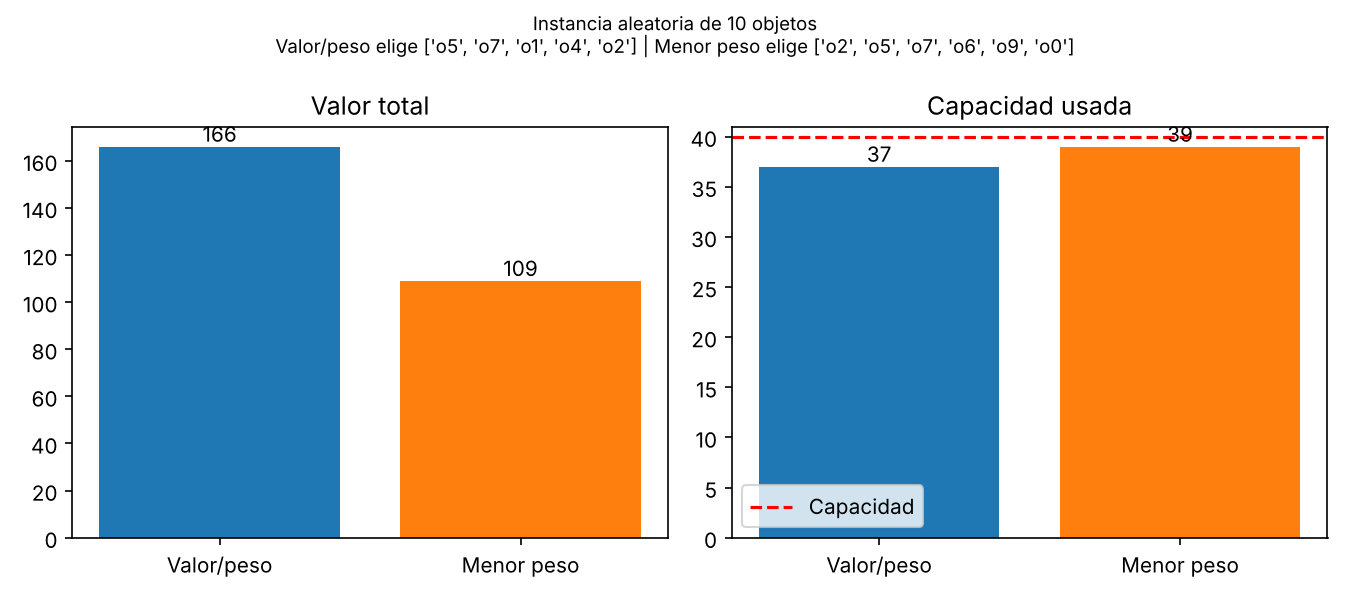 Instancia aleatoria de 10 objetos
Valor/peso elige ['o5', 'o7', 'o1', 'o4', 'o2'] | Menor peso elige ['o2', 'o5', 'o7', 'o6', 'o9', 'o0']
Valor total
166
109
160
140
120
100
80
60
40
20
0
Valor/peso
Menor peso
Capacidad usada
37
39
40
35
30
25
20
15
10
5
0
Capacidad
Valor/peso
Menor peso